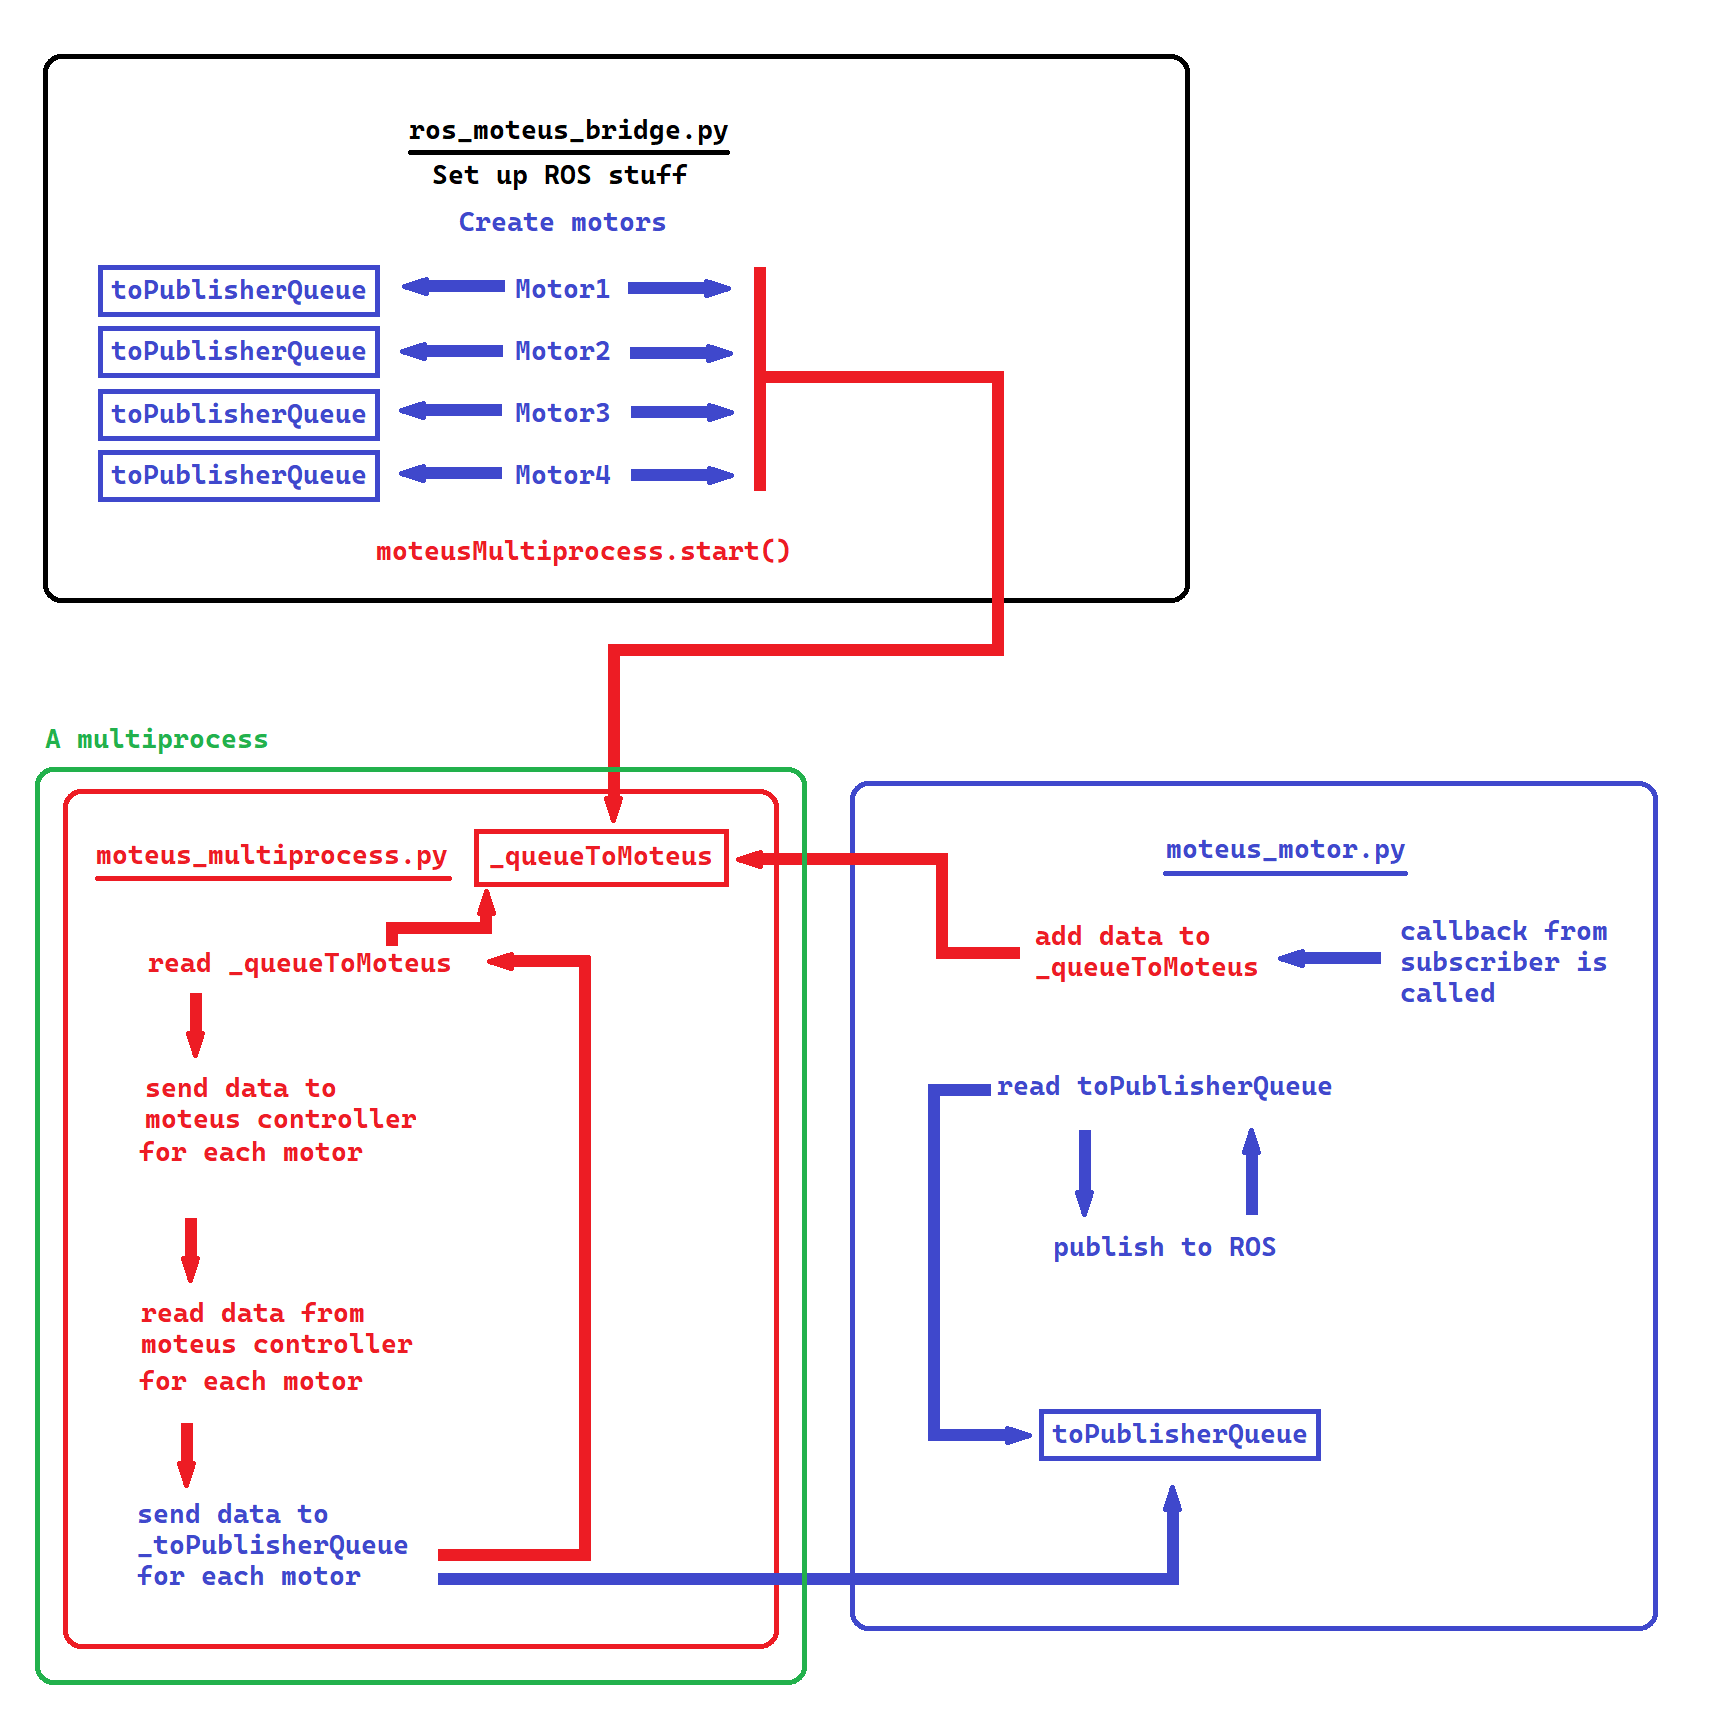 ros_moteus_bridge.py
Set up ROS stuff
Create motors
toPublisherQueue
Motor1
toPublisherQueue
Motor2
toPublisherQueue
Motor3
toPublisherQueue
Motor4
moteusMultiprocess.start()
A multiprocess
moteus_multiprocess.py
_queueToMoteus
read _queueToMoteus
send data to
moteus controller
for each motor
read data from
moteus controller
for each motor
send data to
_toPublisherQueue
for each motor
moteus_motor.py
add data to
_queueToMoteus
callback from
subscriber is
called
read toPublisherQueue
publish to ROS
toPublisherQueue